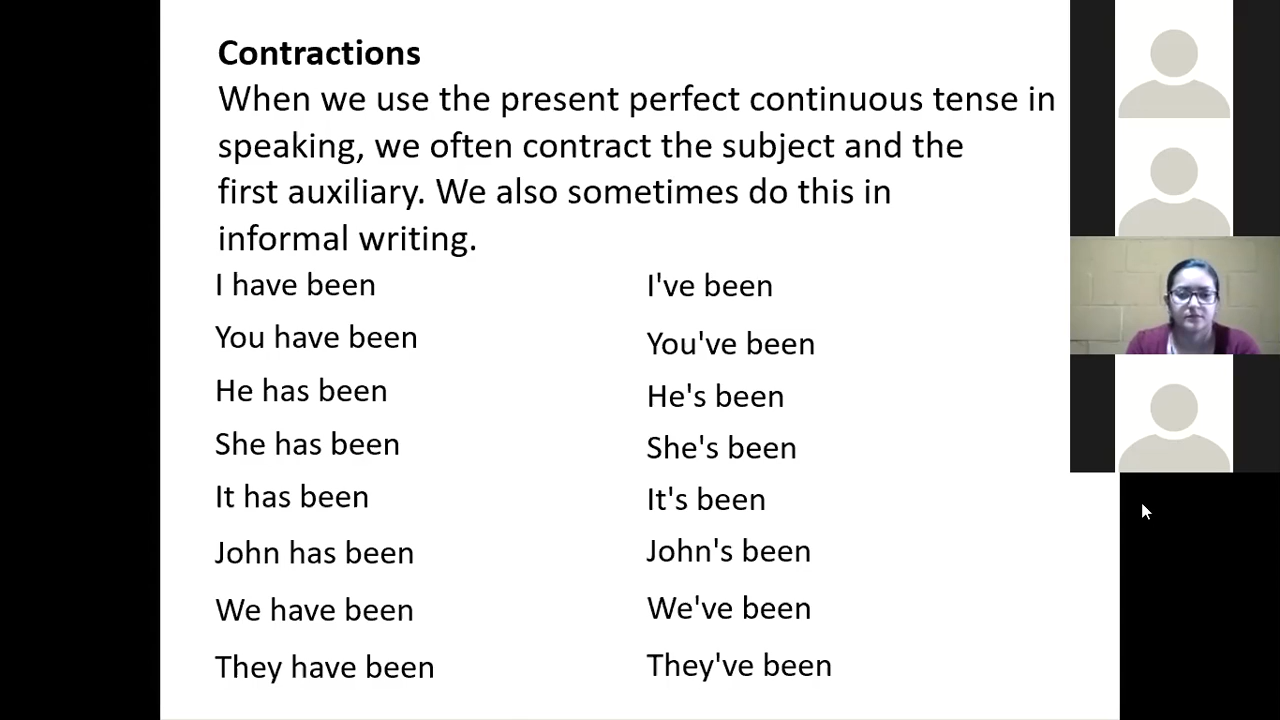 Contractions
When we use the present perfect continuous tense in
speaking, we often contract the subject and the
first auxiliary. We also sometimes do this in
informal writing.
I have been I've been
You have been You've been
He has been He's been
She has been She's been
It has been It's been
John has been John's been
We have been We've been
They have been They've been